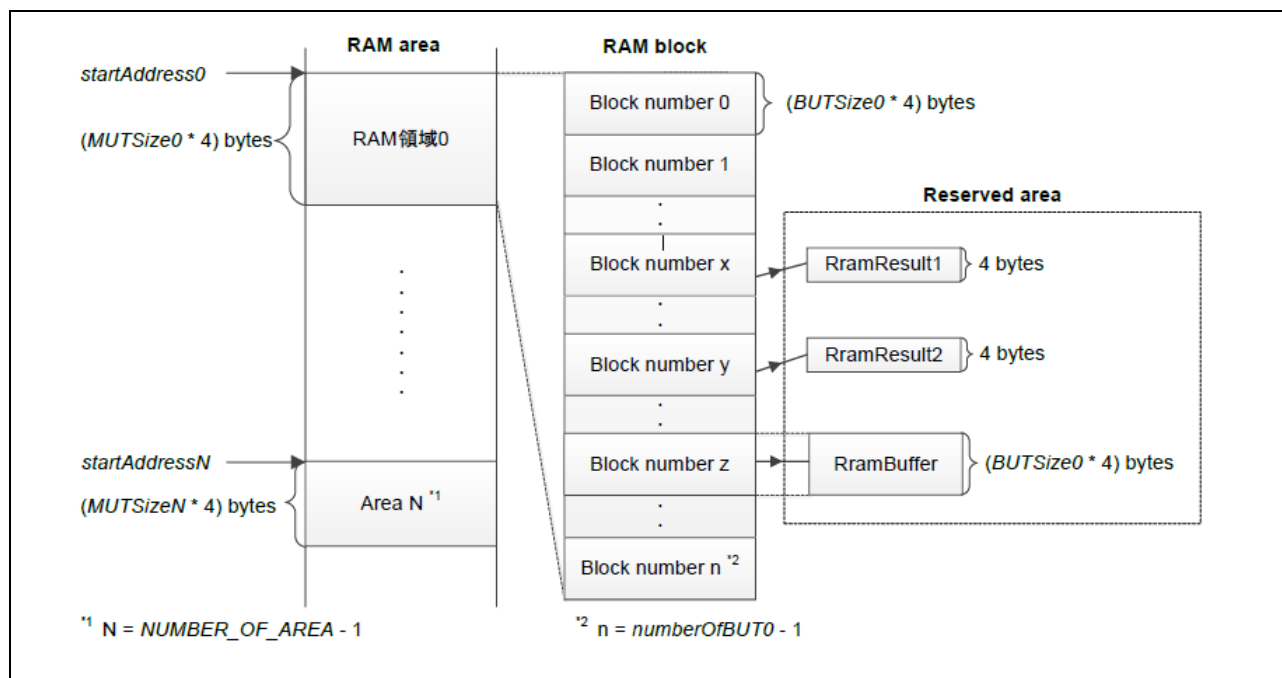 RAM area
RAM block
startAddress0
(MUTSize0 * 4) bytes
RAM領域0
Block number 0
(BUTSize0 * 4) bytes
Block number 1
:
Reserved area
Block number x
RramResult1
4 bytes
:
Block number y
RramResult2
4 bytes
:
startAddressN
(MUTSizeN * 4) bytes
Area N *1
Block number z
RramBuffer
(BUTSize0 * 4) bytes
:
Block number n *2
*1 N = NUMBER_OF_AREA - 1
*2 n = numberOfBUT0 - 1